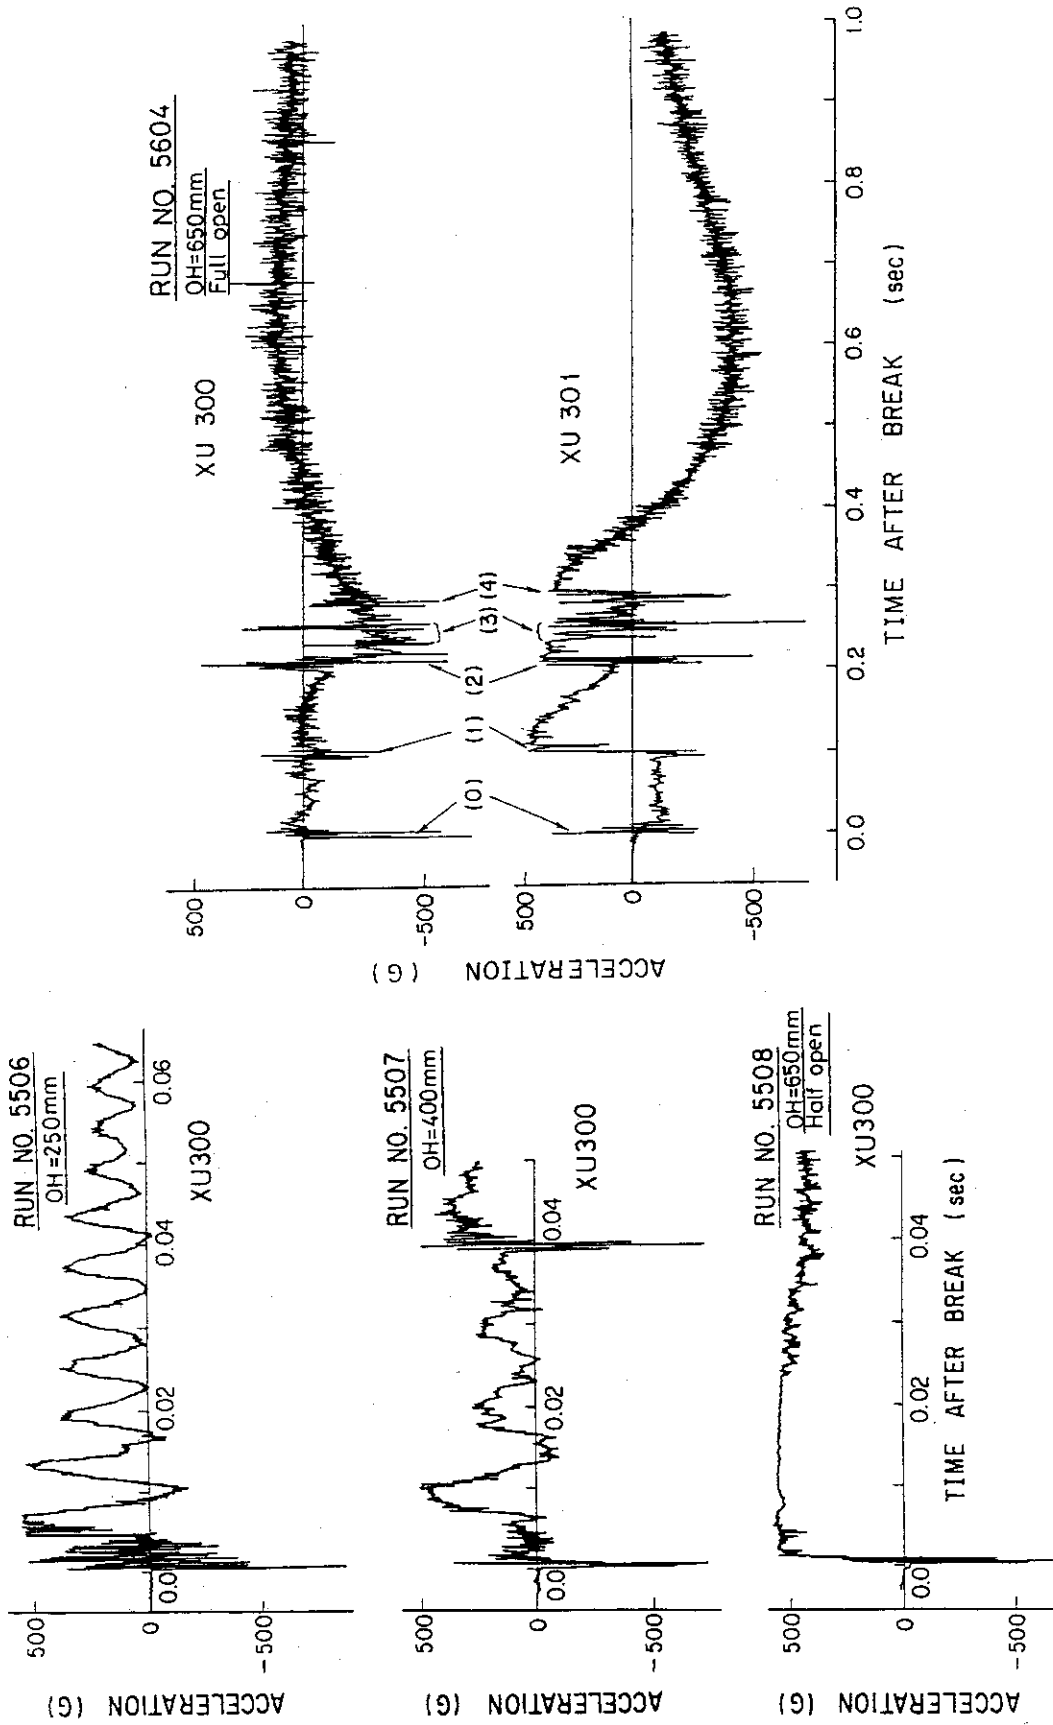 RUN NO. 5506
OH=250mm
500
0
-500
ACCELERATION (G)
0.0
0.02
0.04
0.06
XU300
RUN NO. 5507
OH=400mm
500
0
-500
ACCELERATION (G)
0.0
0.02
0.04
XU300
RUN NO. 5508
OH=650mm
Half open
500
0
-500
ACCELERATION (G)
0.0
0.02
0.04
XU300
TIME AFTER BREAK (sec)
RUN NO. 5604
OH=650mm
Full open
XU 300
500
0
-500
ACCELERATION (G)
(0)
(1)
(2)
(3)
(4)
XU 301
500
0
-500
0.0
0.2
0.4
0.6
0.8
1.0
TIME AFTER BREAK (sec)